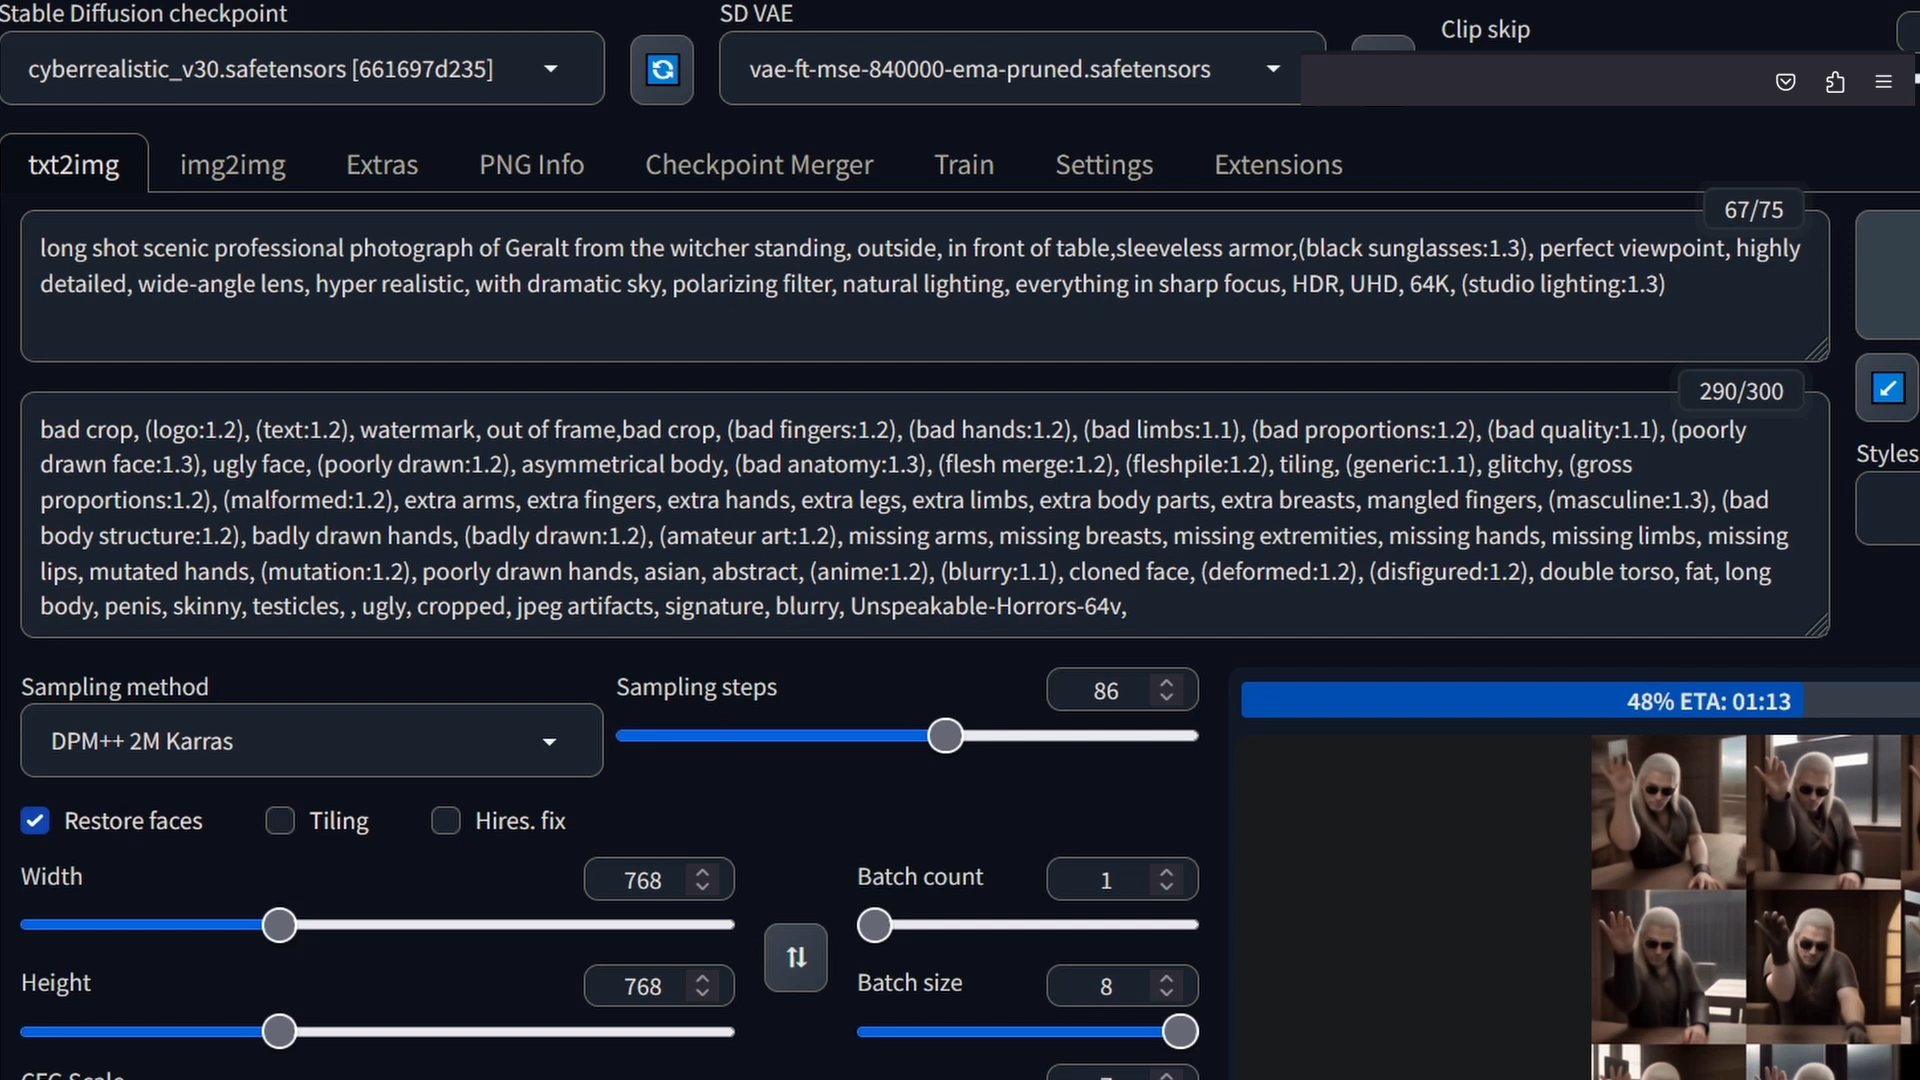 Stable Diffusion checkpoint
SD VAE
Clip skip
cyberrealistic_v30.safetensors [661697d235]
vae-ft-mse-840000-ema-pruned.safetensors
txt2img
img2img
Extras
PNG Info
Checkpoint Merger
Train
Settings
Extensions
67/75
long shot scenic professional photograph of Geralt from the witcher standing, outside, in front of table,sleeveless armor,(black sunglasses:1.3), perfect viewpoint, highly
detailed, wide-angle lens, hyper realistic, with dramatic sky, polarizing filter, natural lighting, everything in sharp focus, HDR, UHD, 64K, (studio lighting:1.3)
290/300
bad crop, (logo:1.2), (text:1.2), watermark, out of frame,bad crop, (bad fingers:1.2), (bad hands:1.2), (bad limbs:1.1), (bad proportions:1.2), (bad quality:1.1), (poorly
drawn face:1.3), ugly face, (poorly drawn:1.2), asymmetrical body, (bad anatomy:1.3), (flesh merge:1.2), (fleshpile:1.2), tiling, (generic:1.1), glitchy, (gross
proportions:1.2), (malformed:1.2), extra arms, extra fingers, extra hands, extra legs, extra limbs, extra body parts, extra breasts, mangled fingers, (masculine:1.3), (bad
body structure:1.2), badly drawn hands, (badly drawn:1.2), (amateur art:1.2), missing arms, missing breasts, missing extremities, missing hands, missing limbs, missing
lips, mutated hands, (mutation:1.2), poorly drawn hands, asian, abstract, (anime:1.2), (blurry:1.1), cloned face, (deformed:1.2), (disfigured:1.2), double torso, fat, long
body, penis, skinny, testicles, , ugly, cropped, jpeg artifacts, signature, blurry, Unspeakable-Horrors-64v,
Styles
Sampling method
DPM++ 2M Karras
Sampling steps
86
48% ETA: 01:13
Restore faces
Tiling
Hires. fix
Width
768
Batch count
1
Height
768
Batch size
8